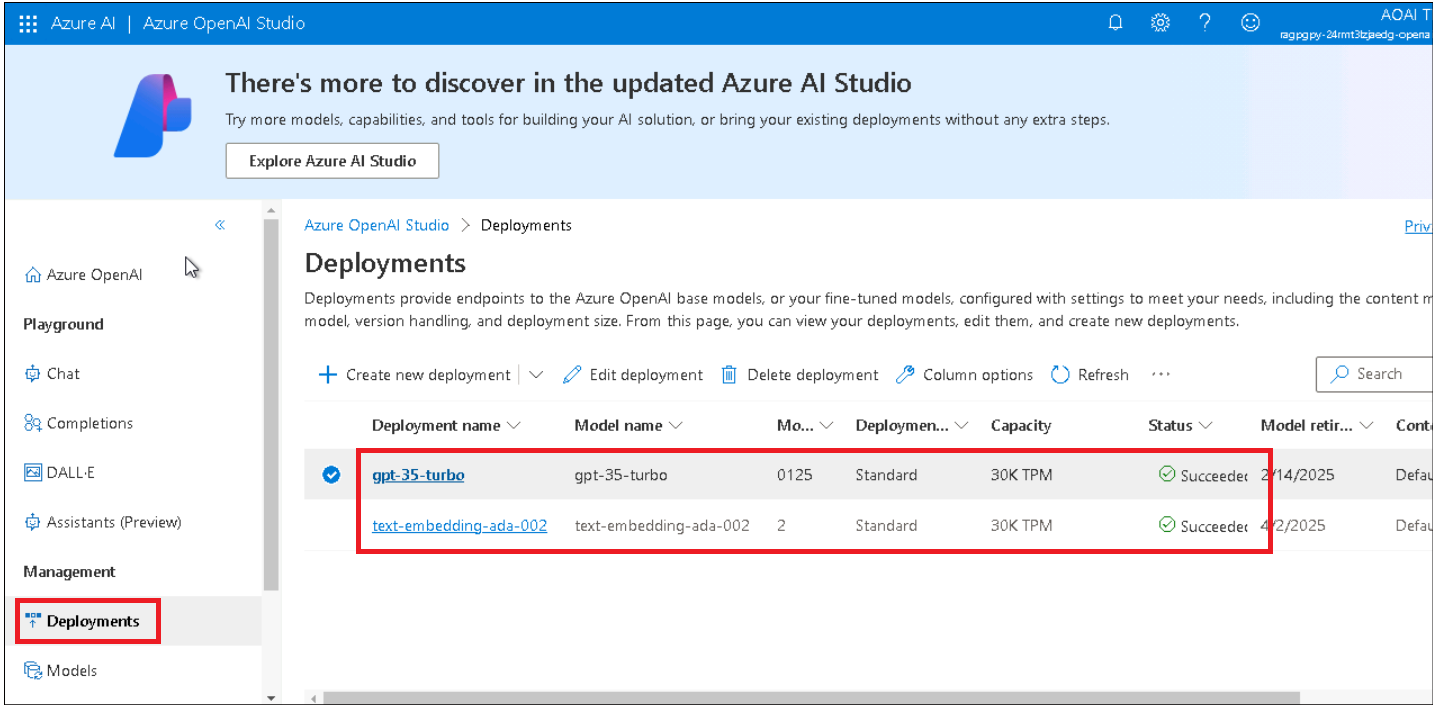 Azure AI | Azure OpenAI Studio
AOAI T
ragpgpy-24rmt3lzjaedg-opena
There's more to discover in the updated Azure AI Studio
Try more models, capabilities, and tools for building your AI solution, or bring your existing deployments without any extra steps.
Explore Azure AI Studio
Azure OpenAI
Playground
Chat
Completions
DALL·E
Assistants (Preview)
Management
Deployments
Models
Azure OpenAI Studio > Deployments
Priv
Deployments
Deployments provide endpoints to the Azure OpenAI base models, or your fine-tuned models, configured with settings to meet your needs, including the content m
model, version handling, and deployment size. From this page, you can view your deployments, edit them, and create new deployments.
+ Create new deployment Edit deployment Delete deployment Column options Refresh ··· Search
Deployment name Model name Mo... Deploymen... Capacity Status Model retir... Conte
gpt-35-turbo gpt-35-turbo 0125 Standard 30K TPM Succeeded 2/14/2025 Defau
text-embedding-ada-002 text-embedding-ada-002 2 Standard 30K TPM Succeeded 4/2/2025 Defau